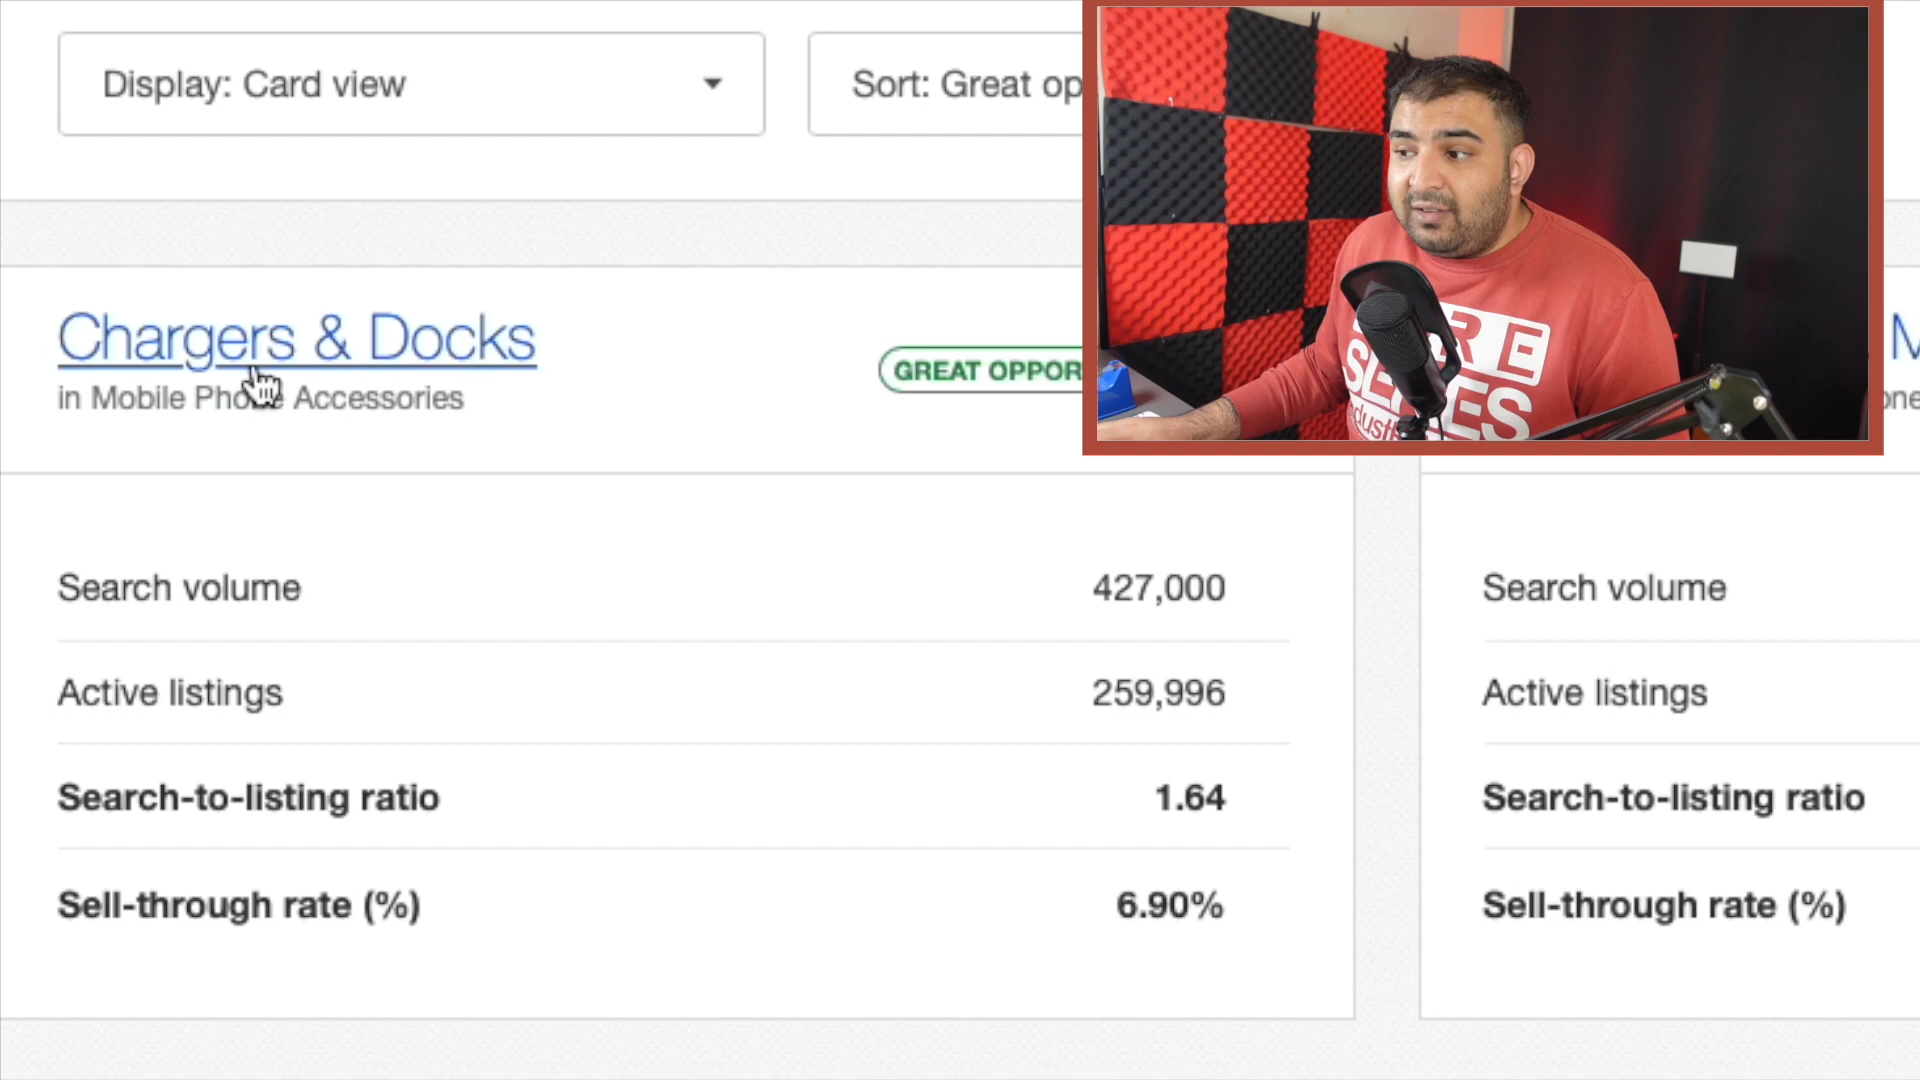 Display: Card view
Sort: Great op
Chargers & Docks
in Mobile Phone Accessories
GREAT OPPOR
Search volume
427,000
Active listings
259,996
Search-to-listing ratio
1.64
Sell-through rate (%)
6.90%
M
one
Search volume
Active listings
Search-to-listing ratio
Sell-through rate (%)